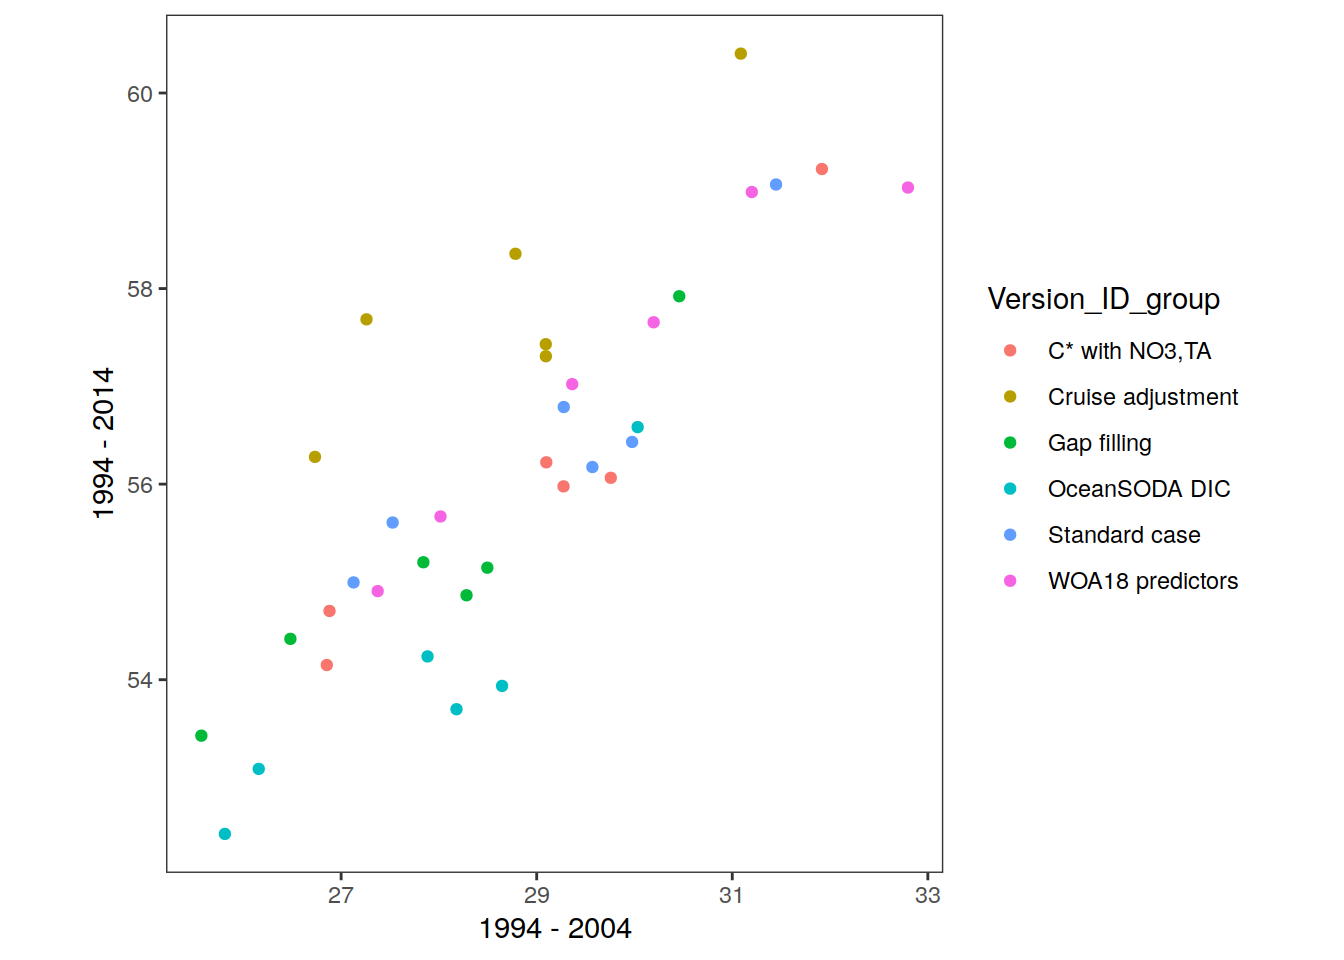 60
58
56
54
1994 - 2014
27
29
31
33
1994 - 2004
Version_ID_group
C* with NO3,TA
Cruise adjustment
Gap filling
OceanSODA DIC
Standard case
WOA18 predictors